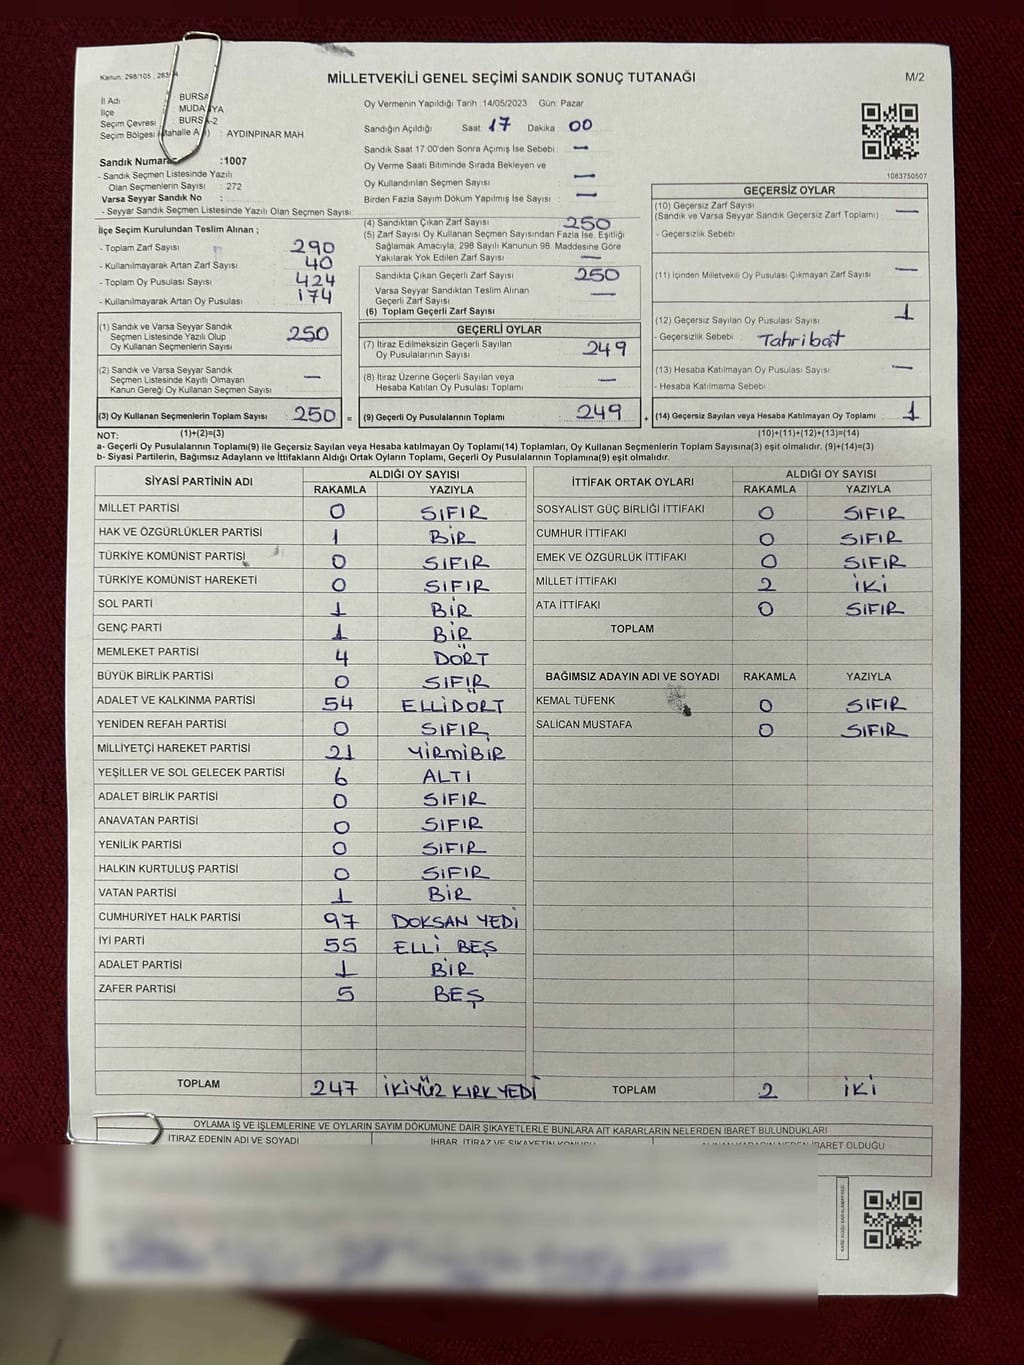 Kanun: 298/105, 283
MİLLETVEKİLİ GENEL SEÇİMİ SANDIK SONUÇ TUTANAĞI
M/2
İl Adı : BURSA
İlçe : MUDANYA
Seçim Çevresi : BURSA-2
Seçim Bölgesi (Mahalle A ) : AYDINPINAR MAH
Sandık Numarası :1007
- Sandık Seçmen Listesinde Yazılı
Olan Seçmenlerin Sayısı : 272
Varsa Seyyar Sandık No :
- Seyyar Sandık Seçmen Listesinde Yazılı Olan Seçmen Sayısı:
Oy Vermenin Yapıldığı Tarih :14/05/2023 Gün: Pazar
Sandığın Açıldığı Saat: 17 Dakika : 00
Sandık Saat 17.00'den Sonra Açımış İse Sebebi : —
Oy Verme Saati Bitiminde Sırada Bekleyen ve
Oy Kullandırılan Seçmen Sayısı : —
Birden Fazla Sayım Döküm Yapılmış İse Sayısı : —
1083750507
İlçe Seçim Kurulundan Teslim Alınan ;
- Toplam Zarf Sayısı : 290
- Kullanılmayarak Artan Zarf Sayısı : 40
- Toplam Oy Pusulası Sayısı : 424
- Kullanılmayarak Artan Oy Pusulası : 174
(1) Sandık ve Varsa Seyyar Sandık
Seçmen Listesinde Yazılı Olup
Oy Kullanan Seçmenlerin Sayısı : 250
(2) Sandık ve Varsa Seyyar Sandık
Seçmen Listesinde Kayıtlı Olmayan
Kanun Gereği Oy Kullanan Seçmen Sayısı : —
(3) Oy Kullanan Seçmenlerin Toplam Sayısı : 250 =
(1)+(2)=(3)
(4) Sandıktan Çıkan Zarf Sayısı : 250
(5) Zarf Sayısı Oy Kullanan Seçmen Sayısından Fazla İse, Eşitliği
Sağlamak Amacıyla, 298 Sayılı Kanunun 98. Maddesine Göre
Yakılarak Yok Edilen Zarf Sayısı : —
Sandıkta Çıkan Geçerli Zarf Sayısı : 250
Varsa Seyyar Sandıktan Teslim Alınan
Geçerli Zarf Sayısı : —
(6) Toplam Geçerli Zarf Sayısı :
GEÇERLİ OYLAR
(7) İtiraz Edilmeksizin Geçerli Sayılan
Oy Pusulalarının Sayısı : 249
(8) İtiraz Üzerine Geçerli Sayılan veya
Hesaba Katılan Oy Pusulası Toplamı : —
(9) Geçerli Oy Pusulalarının Toplamı : 249 +
GEÇERSİZ OYLAR
(10) Geçersiz Zarf Sayısı
(Sandık ve Varsa Seyyar Sandık Geçersiz Zarf Toplamı) : —
- Geçersizlik Sebebi :
(11) İçinden Milletvekili Oy Pusulası Çıkmayan Zarf Sayısı : —
(12) Geçersiz Sayılan Oy Pusulası Sayısı : 1
- Geçersizlik Sebebi : Tahribat
(13) Hesaba Katılmayan Oy Pusulası Sayısı : —
- Hesaba Katılmama Sebebi :
(14) Geçersiz Sayılan veya Hesaba Katılmayan Oy Toplamı : 1
(10)+(11)+(12)+(13)=(14)
NOT:
a- Geçerli Oy Pusulalarının Toplamı(9) ile Geçersiz Sayılan veya Hesaba katılmayan Oy Toplamı(14) Toplamları, Oy Kullanan Seçmenlerin Toplam Sayısına(3) eşit olmalıdır. (9)+(14)=(3)
b- Siyasi Partilerin, Bağımsız Adayların ve İttifakların Aldığı Ortak Oyların Toplamı, Geçerli Oy Pusulalarının Toplamına(9) eşit olmalıdır.
SİYASİ PARTİNİN ADI ALDIĞI OY SAYISI
RAKAMLA YAZIYLA
MİLLET PARTİSİ 0 SIFIR
HAK VE ÖZGÜRLÜKLER PARTİSİ 1 BİR
TÜRKİYE KOMÜNİST PARTİSİ 0 SIFIR
TÜRKİYE KOMÜNİST HAREKETİ 0 SIFIR
SOL PARTİ 1 BİR
GENÇ PARTİ 1 BİR
MEMLEKET PARTİSİ 4 DÖRT
BÜYÜK BİRLİK PARTİSİ 0 SIFIR
ADALET VE KALKINMA PARTİSİ 54 ELLİDÖRT
YENİDEN REFAH PARTİSİ 0 SIFIR
MİLLİYETÇİ HAREKET PARTİSİ 21 YİRMİBİR
YEŞİLLER VE SOL GELECEK PARTİSİ 6 ALTI
ADALET BİRLİK PARTİSİ 0 SIFIR
ANAVATAN PARTİSİ 0 SIFIR
YENİLİK PARTİSİ 0 SIFIR
HALKIN KURTULUŞ PARTİSİ 0 SIFIR
VATAN PARTİSİ 1 BİR
CUMHURİYET HALK PARTİSİ 97 DOKSAN YEDİ
İYİ PARTİ 55 ELLİ BEŞ
ADALET PARTİSİ 1 BİR
ZAFER PARTİSİ 5 BEŞ
TOPLAM 247 İKİYÜZ KIRK YEDİ
İTTİFAK ORTAK OYLARI ALDIĞI OY SAYISI
RAKAMLA YAZIYLA
SOSYALİST GÜÇ BİRLİĞİ İTTİFAKI 0 SIFIR
CUMHUR İTTİFAKI 0 SIFIR
EMEK VE ÖZGÜRLÜK İTTİFAKI 0 SIFIR
MİLLET İTTİFAKI 2 İKİ
ATA İTTİFAKI 0 SIFIR
TOPLAM
BAĞIMSIZ ADAYIN ADI VE SOYADI RAKAMLA YAZIYLA
KEMAL TÜFENK 0 SIFIR
SALİCAN MUSTAFA 0 SIFIR
TOPLAM 2 İKİ
OYLAMA İŞ VE İŞLEMLERİNE VE OYLARIN SAYIM DÖKÜMÜNE DAİR ŞİKAYETLERLE BUNLARA AİT KARARLARIN NELERDEN İBARET BULUNDUKLARI
İTİRAZ EDENİN ADI VE SOYADI İHBAR, İTİRAZ VE ŞİKAYETİN KONUSU ALINAN KARARIN NEDEN İBARET OLDUĞU